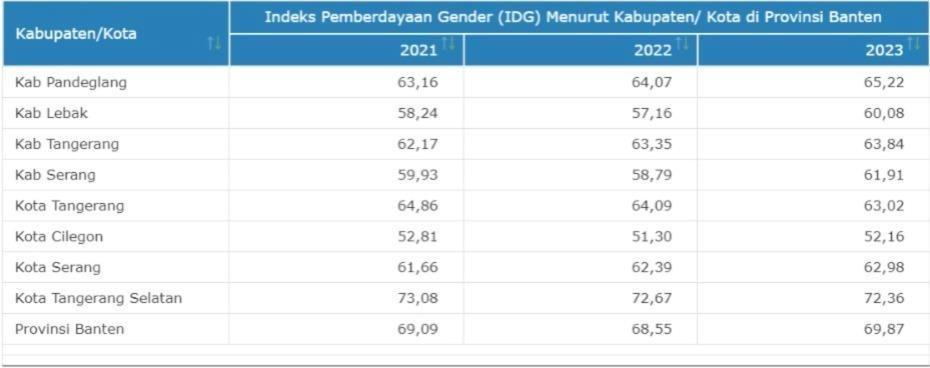 Kabupaten/Kota
Indeks Pemberdayaan Gender (IDG) Menurut Kabupaten/ Kota di Provinsi Banten
2021 2022 2023
Kab Pandeglang 63,16 64,07 65,22
Kab Lebak 58,24 57,16 60,08
Kab Tangerang 62,17 63,35 63,84
Kab Serang 59,93 58,79 61,91
Kota Tangerang 64,86 64,09 63,02
Kota Cilegon 52,81 51,30 52,16
Kota Serang 61,66 62,39 62,98
Kota Tangerang Selatan 73,08 72,67 72,36
Provinsi Banten 69,09 68,55 69,87